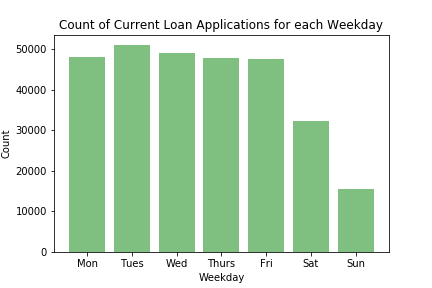 Count of Current Loan Applications for each Weekday
50000
40000
30000
20000
10000
0
Count
Mon Tues Wed Thurs Fri Sat Sun
Weekday